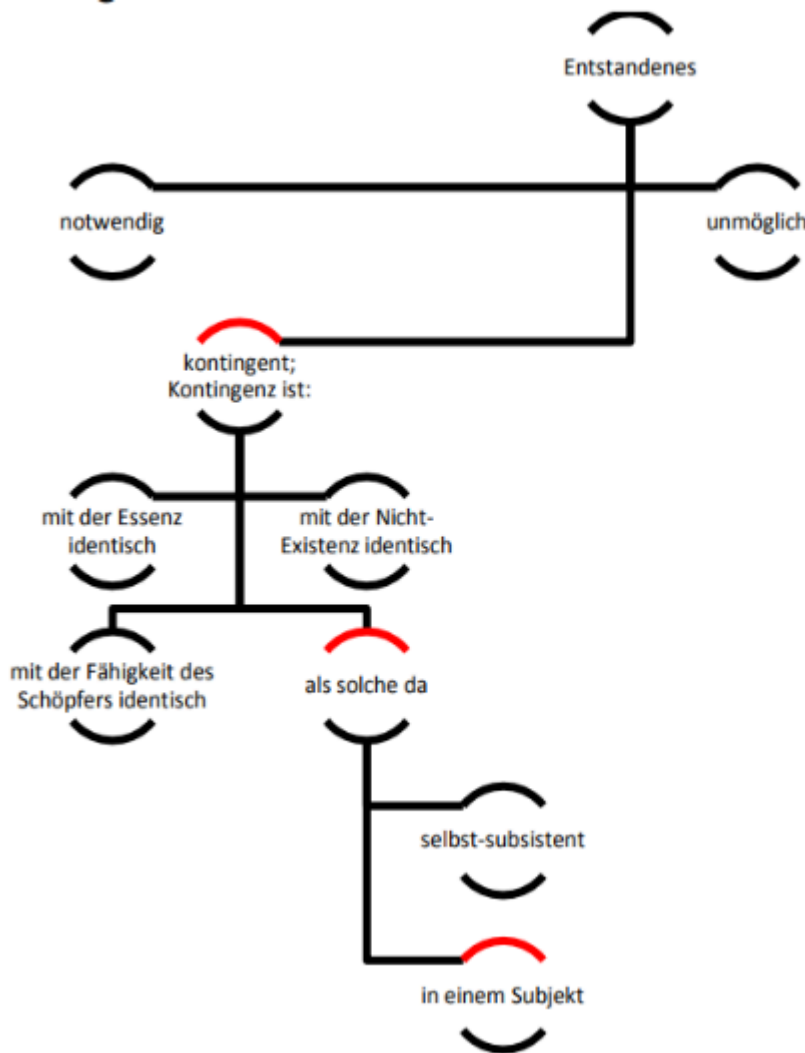 Entstandenes
notwendig
unmöglich
kontingent;
Kontingenz ist:
mit der Essenz
identisch
mit der Nicht-
Existenz identisch
mit der Fähigkeit des
Schöpfers identisch
als solche da
selbst-subsistent
in einem Subjekt